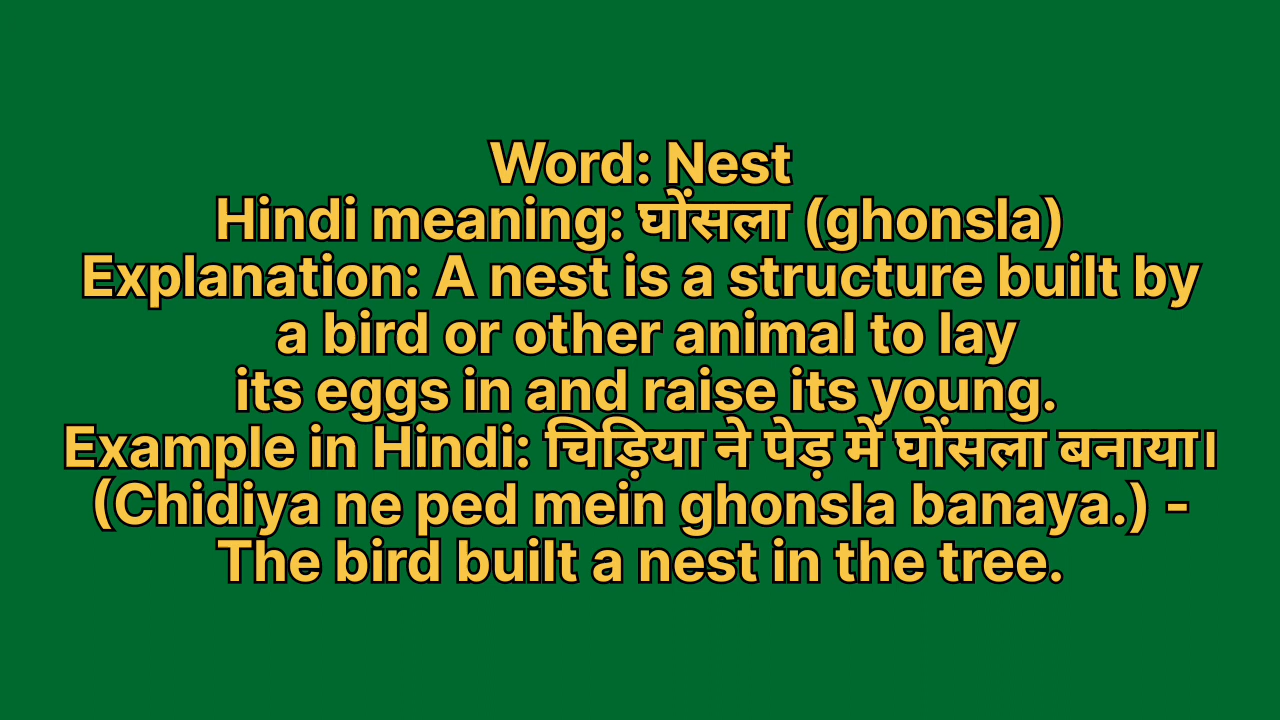 Word: Nest
Hindi meaning: घोंसला (ghonsla)
Explanation: A nest is a structure built by
a bird or other animal to lay
its eggs in and raise its young.
Example in Hindi: चिड़िया ने पेड़ में घोंसला बनाया।
(Chidiya ne ped mein ghonsla banaya.) -
The bird built a nest in the tree.